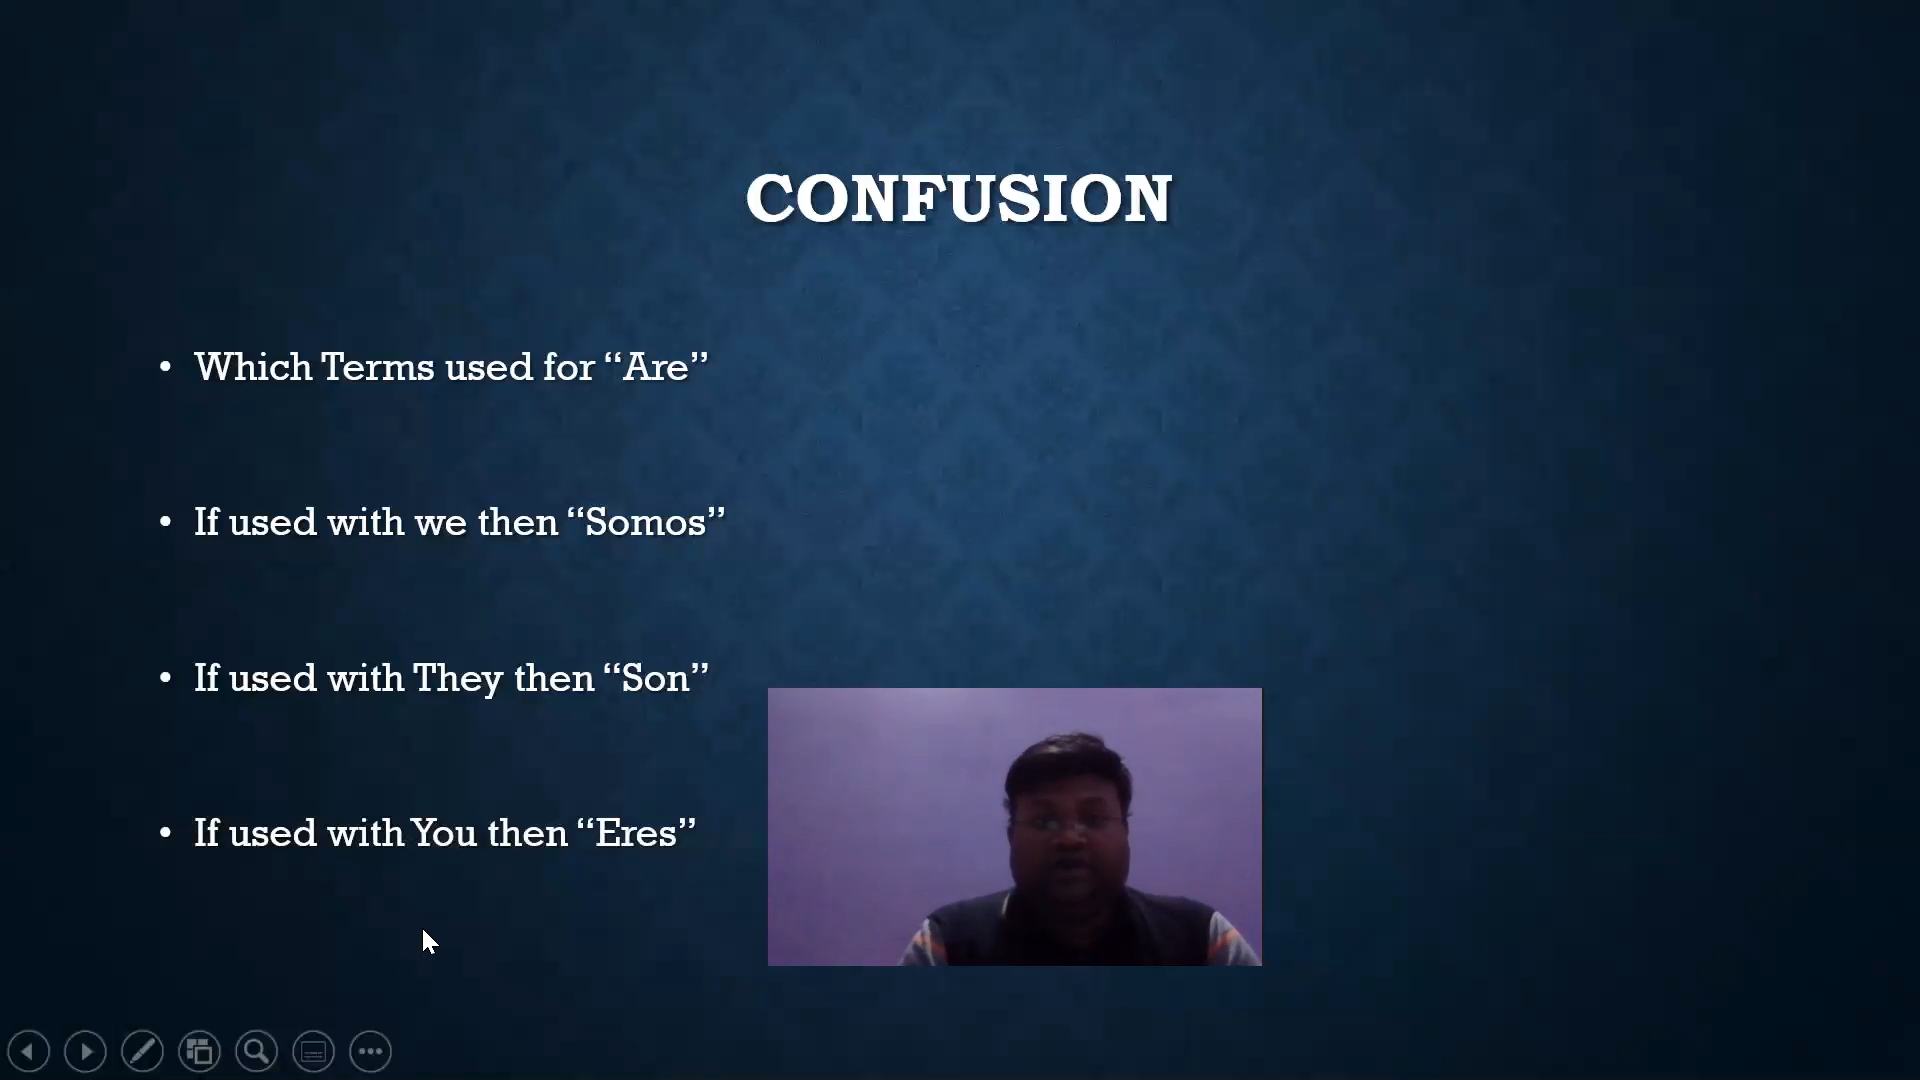 CONFUSION
• Which Terms used for “Are”
• If used with we then “Somos”
• If used with They then “Son”
• If used with You then “Eres”